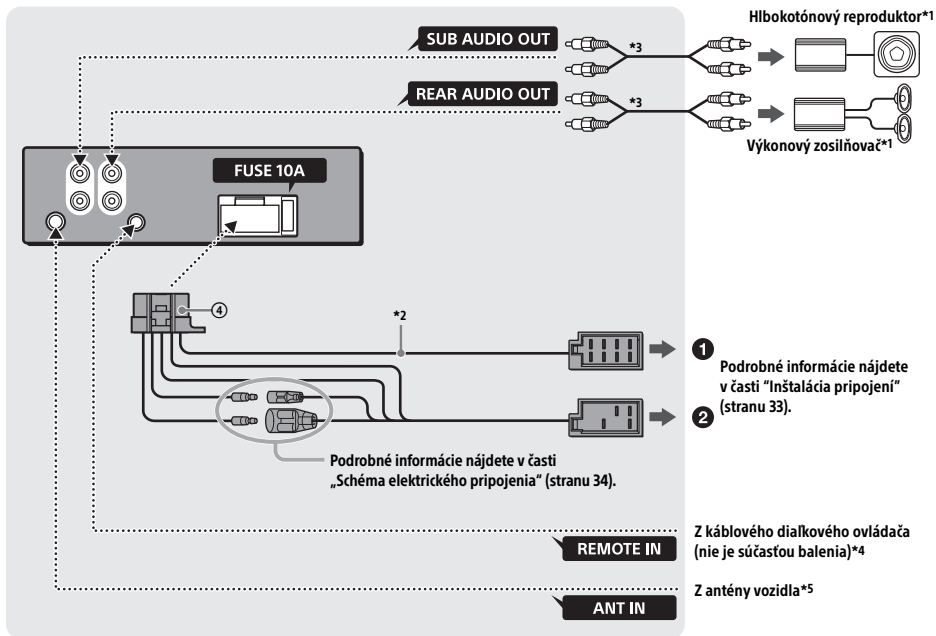 Hlbokotónový reproduktor*1
SUB AUDIO OUT
*3
REAR AUDIO OUT
*3
Výkonový zosilňovač*1
FUSE 10A
4
*2
1
Podrobné informácie nájdete
v časti “Inštalácia pripojení”
(stranu 33).
2
Podrobné informácie nájdete v časti
„Schéma elektrického pripojenia“ (stranu 34).
Z káblového diaľkového ovládača
(nie je súčasťou balenia)*4
REMOTE IN
Z antény vozidla*5
ANT IN